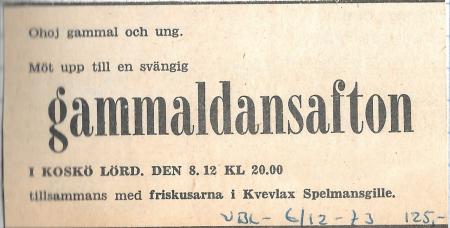 Ohoj gammal och ung.
Möt upp till en svängig
gammaldansafton
I KOSKÖ LÖRD. DEN 8.12 KL 20.00
tillsammans med friskusarna i Kvevlax Spelmansgille.
VBL - 6/12 - 73 125,-